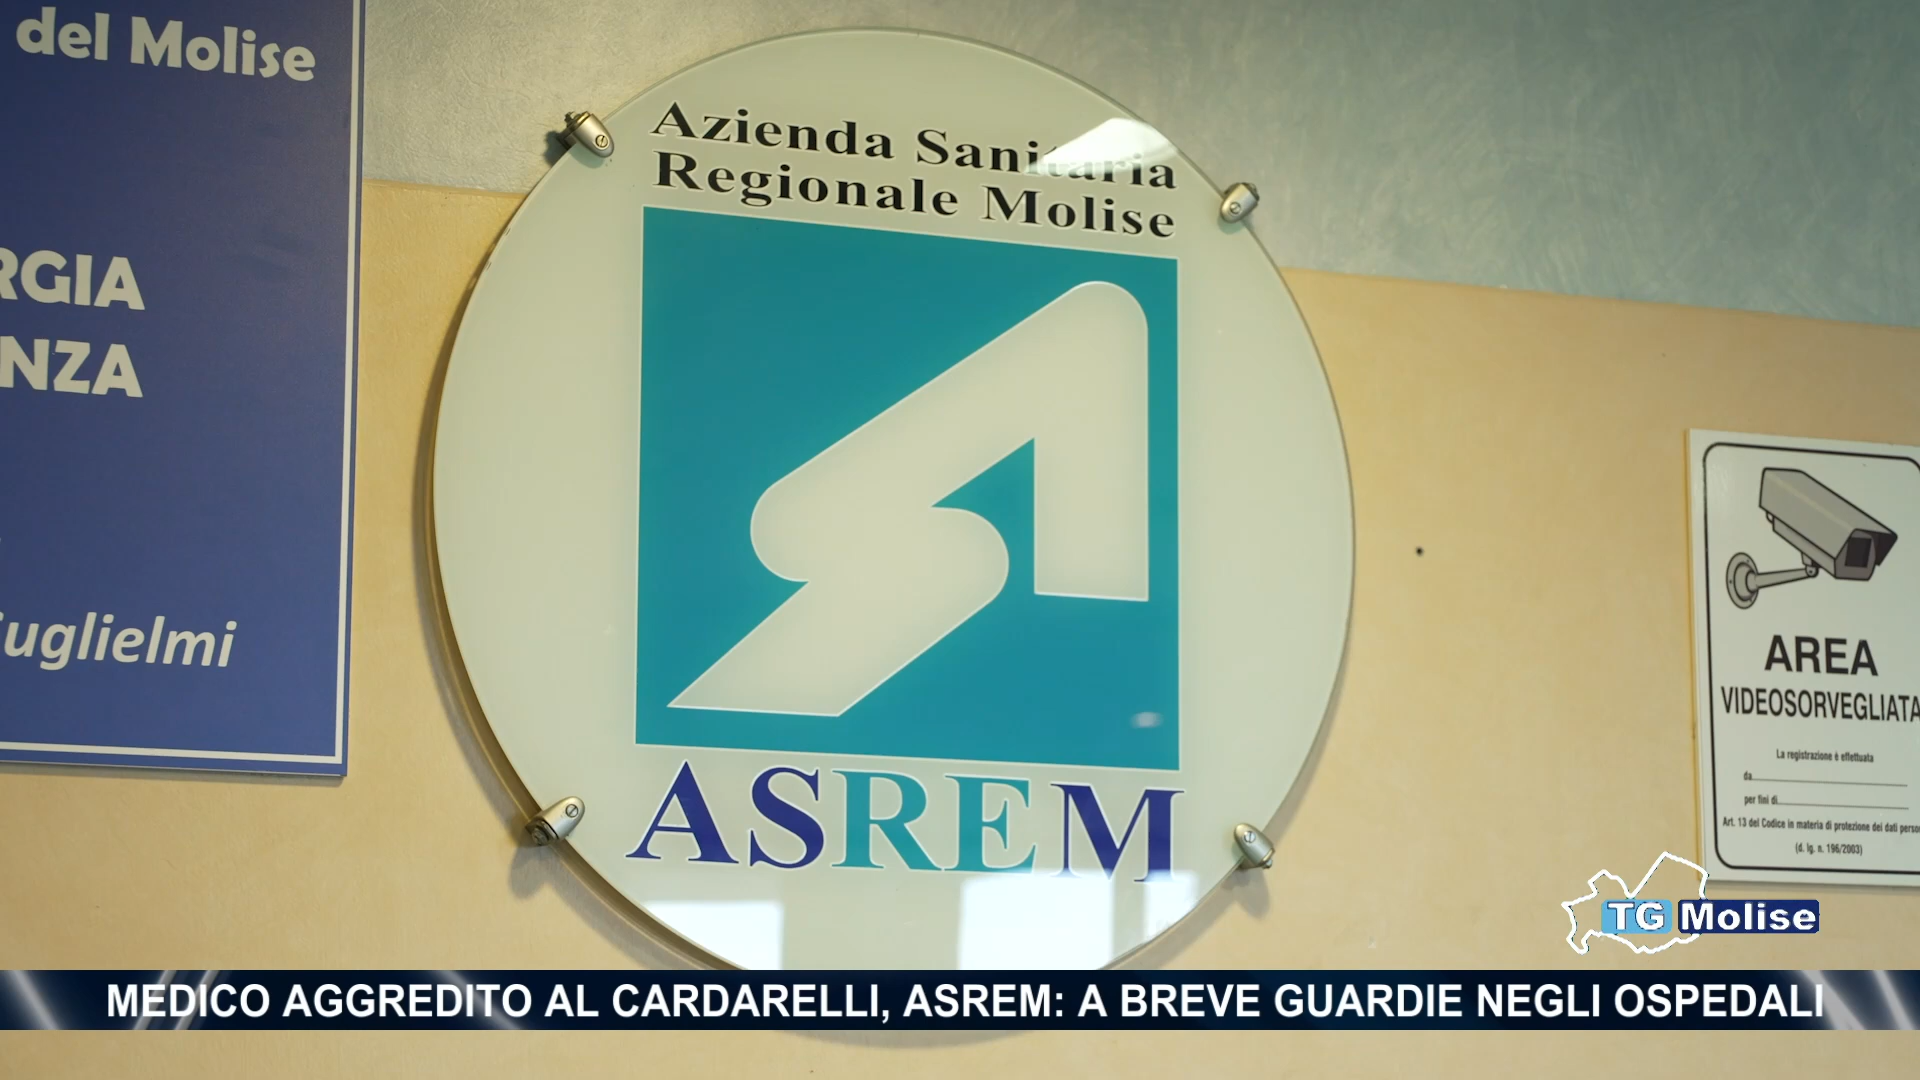 del Molise
RGIA
NZA
Guglielmi
Azienda Sanitaria
Regionale Molise
ASREM
AREA
VIDEOSORVEGLIATA
La registrazione è effettuata
da
per fini di
Art. 13 del Codice in materia di protezione dei dati perso
(d. lg. n. 196/2003)
TG Molise
MEDICO AGGREDITO AL CARDARELLI, ASREM: A BREVE GUARDIE NEGLI OSPEDALI